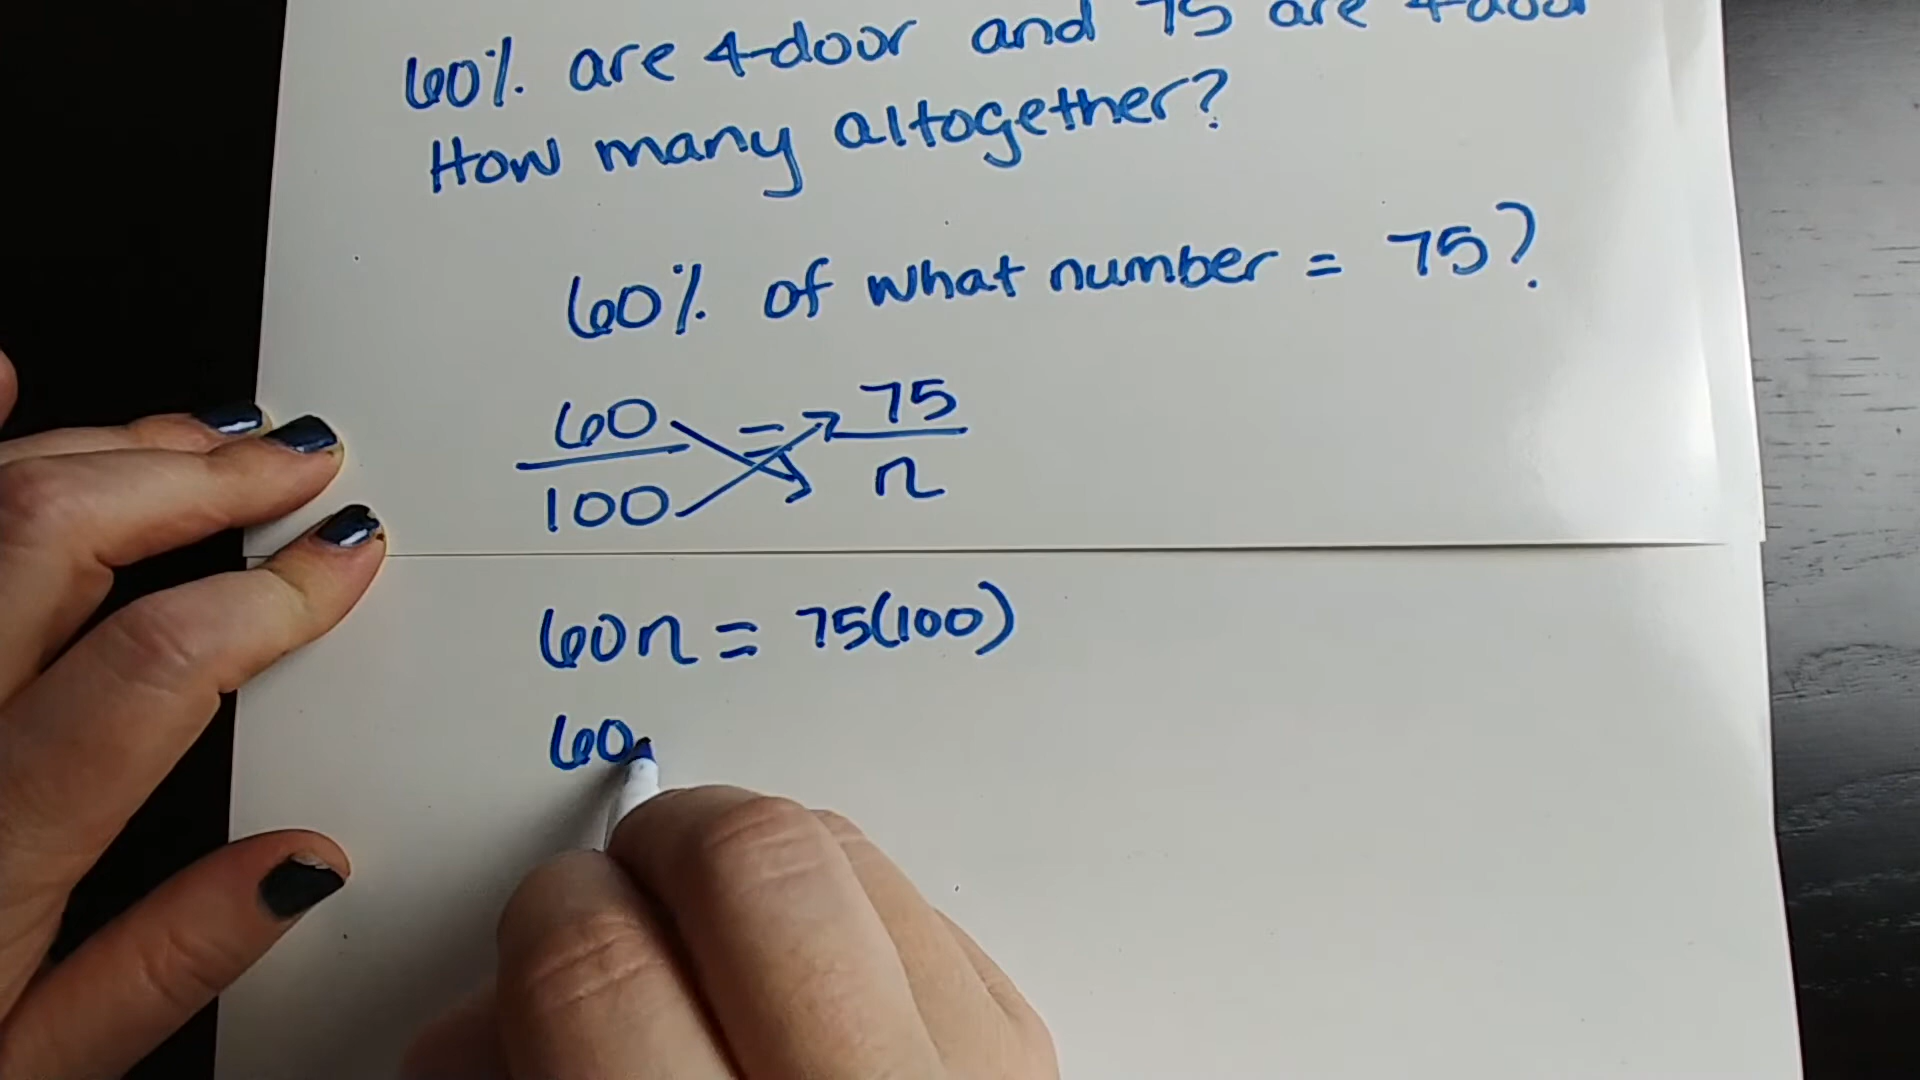 60% are 4-door and 75 are 4-door
How many altogether?
60% of what number = 75?
60/100 = 75/n
60n = 75(100)
60